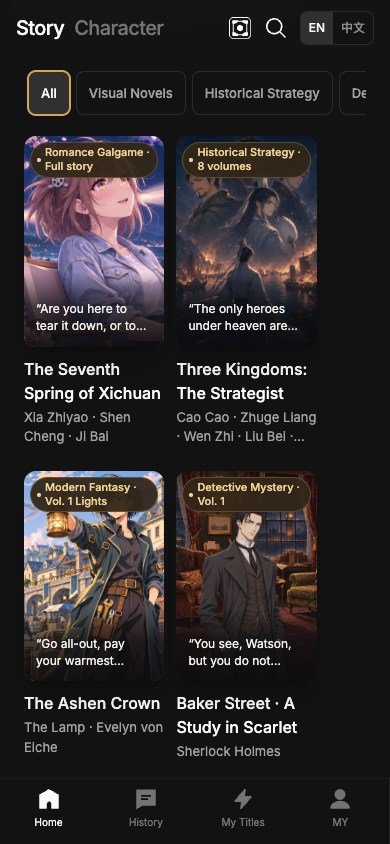 Story Character EN 中文
All Visual Novels Historical Strategy De
Romance Galgame ·
Full story
Historical Strategy ·
8 volumes
"Are you here to
tear it down, or to...
"The only heroes
under heaven are...
The Seventh
Spring of Xichuan
Three Kingdoms:
The Strategist
Xia Zhiyao · Shen
Cheng · Ji Bai
Cao Cao · Zhuge Liang
· Wen Zhi · Liu Bei ·...
Modern Fantasy ·
Vol. 1 Lights
Detective Mystery ·
Vol. 1
"Go all-out, pay
your warmest...
"You see, Watson,
but you do not...
The Ashen Crown
Baker Street · A
Study in Scarlet
The Lamp · Evelyn von
Eiche
Sherlock Holmes
Home History My Titles MY